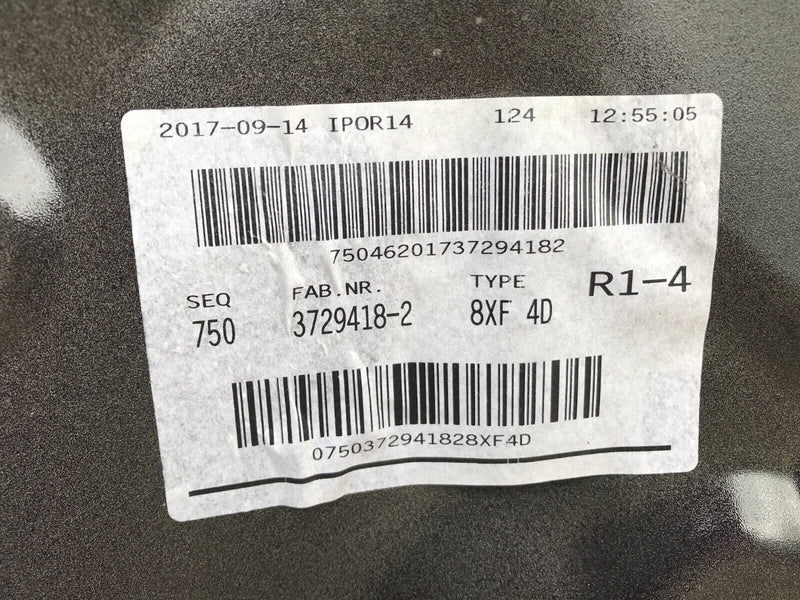 2017-09-14 IPOR14 124 12:55:05
75046201737294182
SEQ FAB.NR. TYPE R1-4
750 3729418-2 8XF 4D
0750372941828XF4D